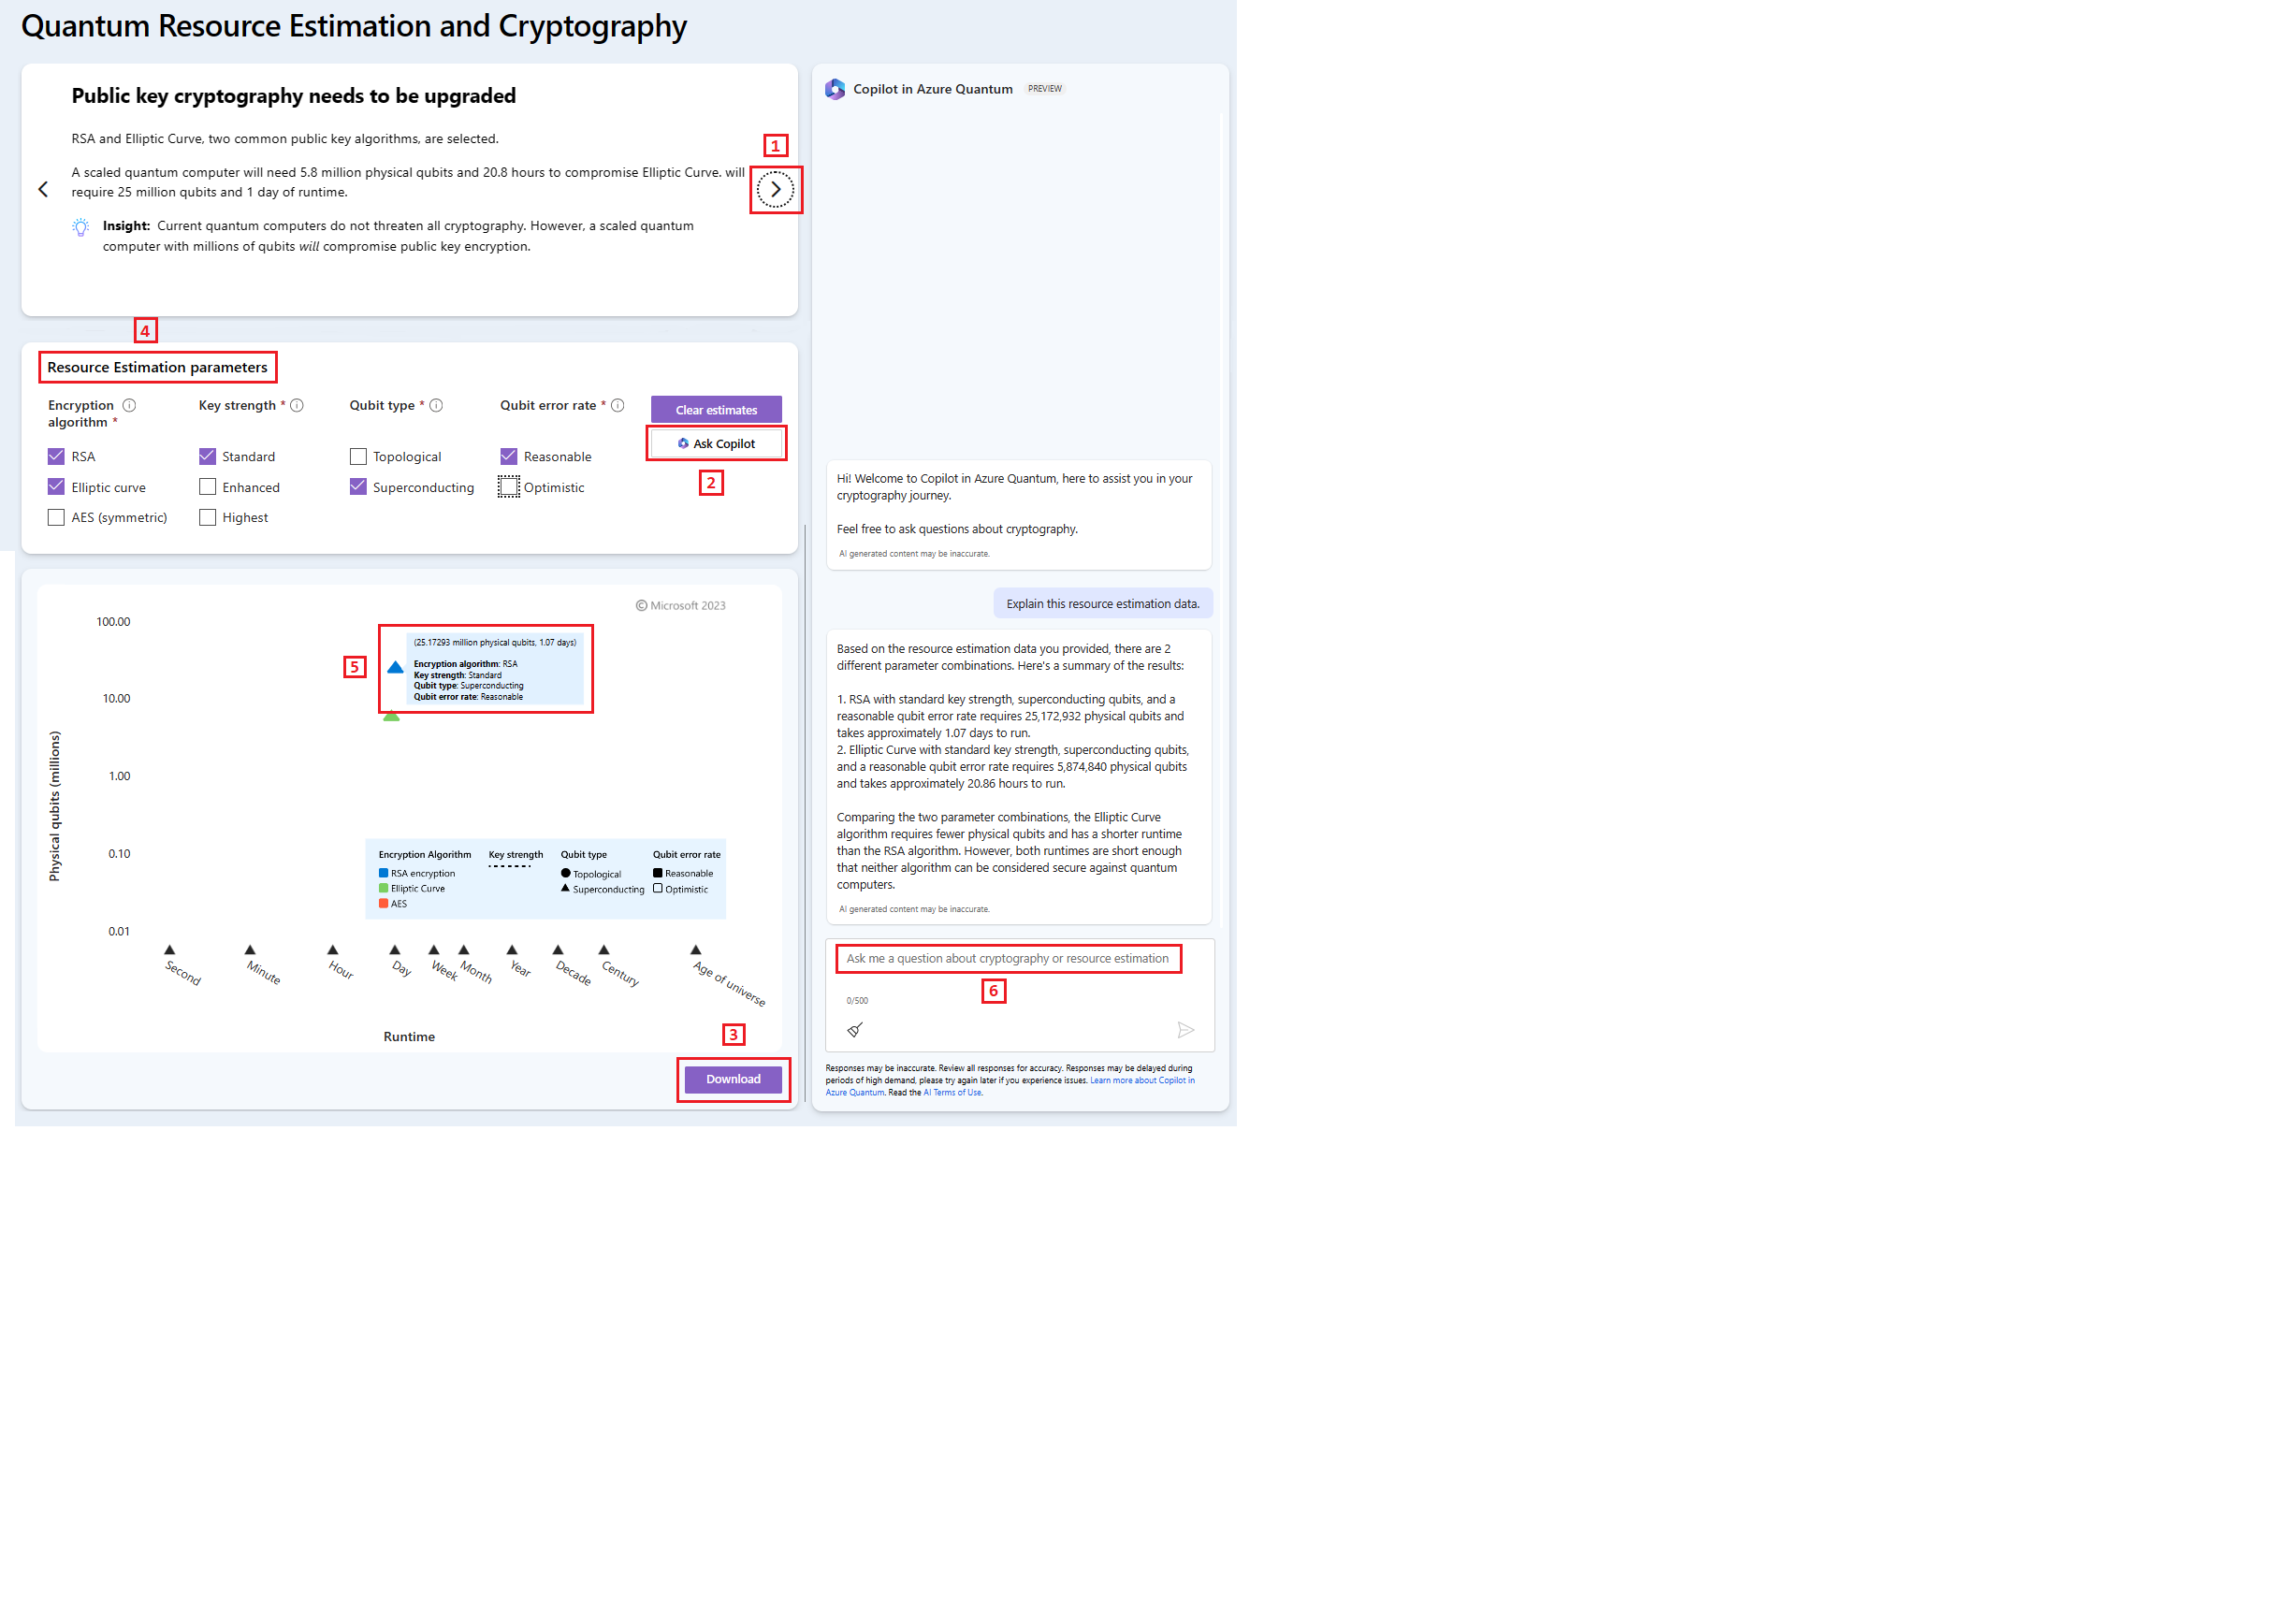 Quantum Resource Estimation and Cryptography
Public key cryptography needs to be upgraded
RSA and Elliptic Curve, two common public key algorithms, are selected.
1
A scaled quantum computer will need 5.8 million physical qubits and 20.8 hours to compromise Elliptic Curve. will
require 25 million qubits and 1 day of runtime.
Insight: Current quantum computers do not threaten all cryptography. However, a scaled quantum
computer with millions of qubits will compromise public key encryption.
4
Resource Estimation parameters
Encryption
algorithm *
Key strength *
Qubit type *
Qubit error rate *
Clear estimates
Ask Copilot
2
RSA
Standard
Topological
Reasonable
Elliptic curve
Enhanced
Superconducting
Optimistic
AES (symmetric)
Highest
© Microsoft 2023
100.00
10.00
1.00
0.10
0.01
Physical qubits (millions)
5
(25.17293 million physical qubits, 1.07 days)
Encryption algorithm: RSA
Key strength: Standard
Qubit type: Superconducting
Qubit error rate: Reasonable
Encryption Algorithm
RSA encryption
Elliptic Curve
AES
Key strength
Qubit type
Topological
Superconducting
Qubit error rate
Reasonable
Optimistic
Second
Minute
Hour
Day
Week
Month
Year
Decade
Century
Age of universe
Runtime
3
Download
Copilot in Azure Quantum PREVIEW
Hi! Welcome to Copilot in Azure Quantum, here to assist you in your
cryptography journey.
Feel free to ask questions about cryptography.
AI generated content may be inaccurate.
Explain this resource estimation data.
Based on the resource estimation data you provided, there are 2
different parameter combinations. Here's a summary of the results:
1. RSA with standard key strength, superconducting qubits, and a
reasonable qubit error rate requires 25,172,932 physical qubits and
takes approximately 1.07 days to run.
2. Elliptic Curve with standard key strength, superconducting qubits,
and a reasonable qubit error rate requires 5,874,840 physical qubits
and takes approximately 20.86 hours to run.
Comparing the two parameter combinations, the Elliptic Curve
algorithm requires fewer physical qubits and has a shorter runtime
than the RSA algorithm. However, both runtimes are short enough
that neither algorithm can be considered secure against quantum
computers.
AI generated content may be inaccurate.
Ask me a question about cryptography or resource estimation
6
0/500
Responses may be inaccurate. Review all responses for accuracy. Responses may be delayed during
periods of high demand, please try again later if you experience issues. Learn more about Copilot in
Azure Quantum. Read the AI Terms of Use.